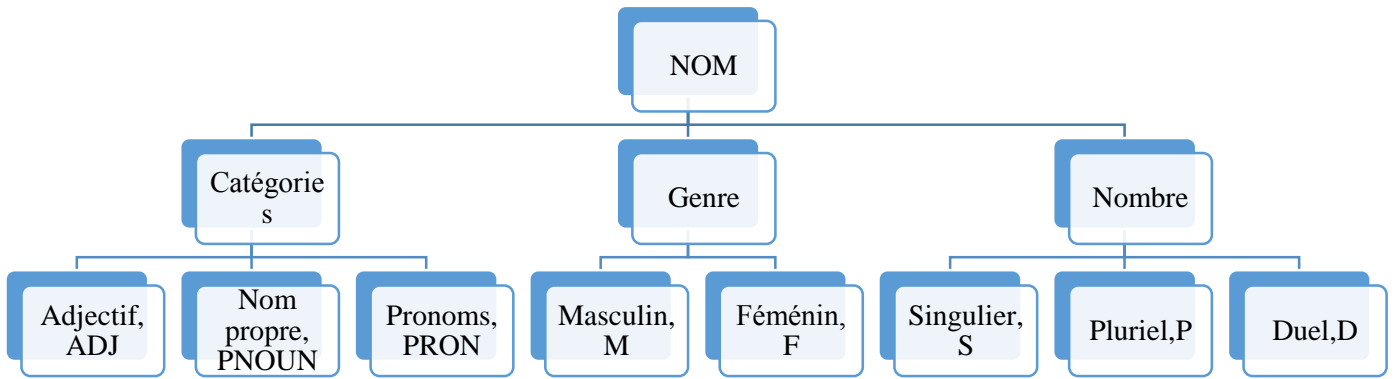 NOM
Catégorie
s
Genre
Nombre
Adjectif,
ADJ
Nom
propre,
PNOUN
Pronoms,
PRON
Masculin,
M
Féménin,
F
Singulier,
S
Pluriel,P
Duel,D